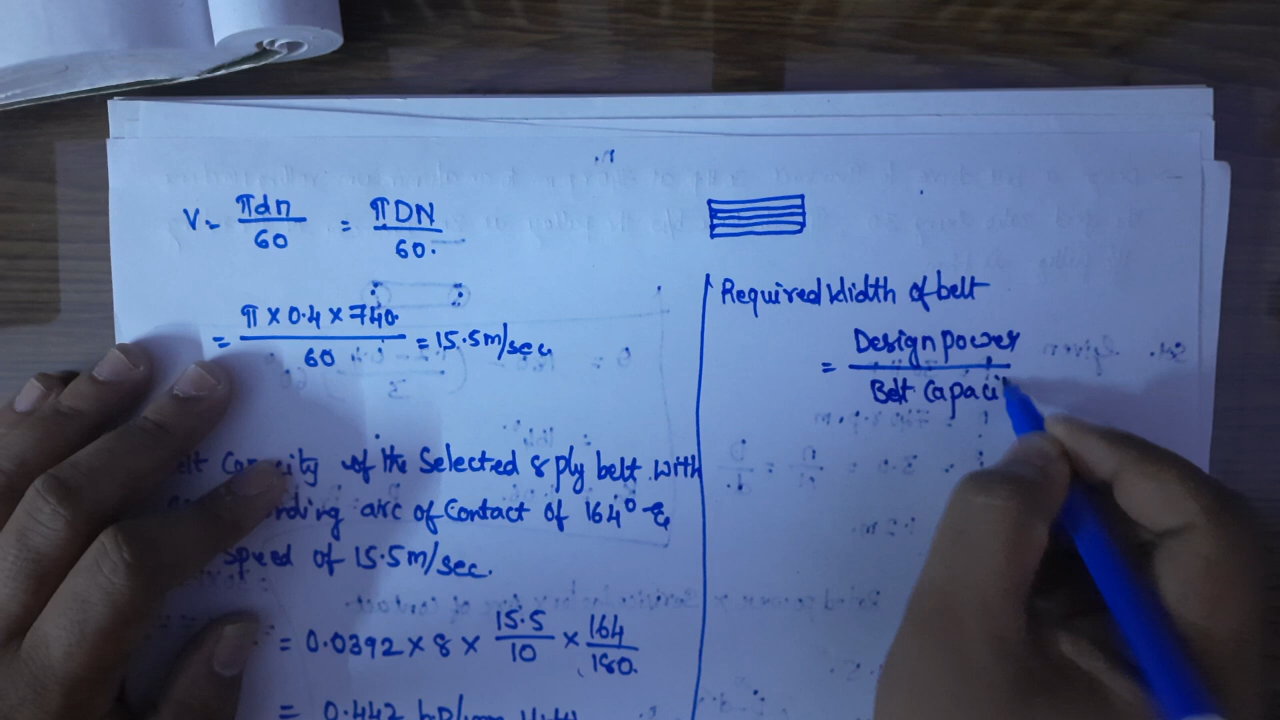 V = πdn/60 = πDN/60.
= π × 0.4 × 740/60 = 15.5m/sec
Capacity of the Selected 8 ply belt with
arc of Contact of 164° &
speed of 15.5m/sec.
= 0.0392 × 8 × 15.5/10 × 164/180.
= 0.442
Required Width of belt
= Design power/Belt Capaci